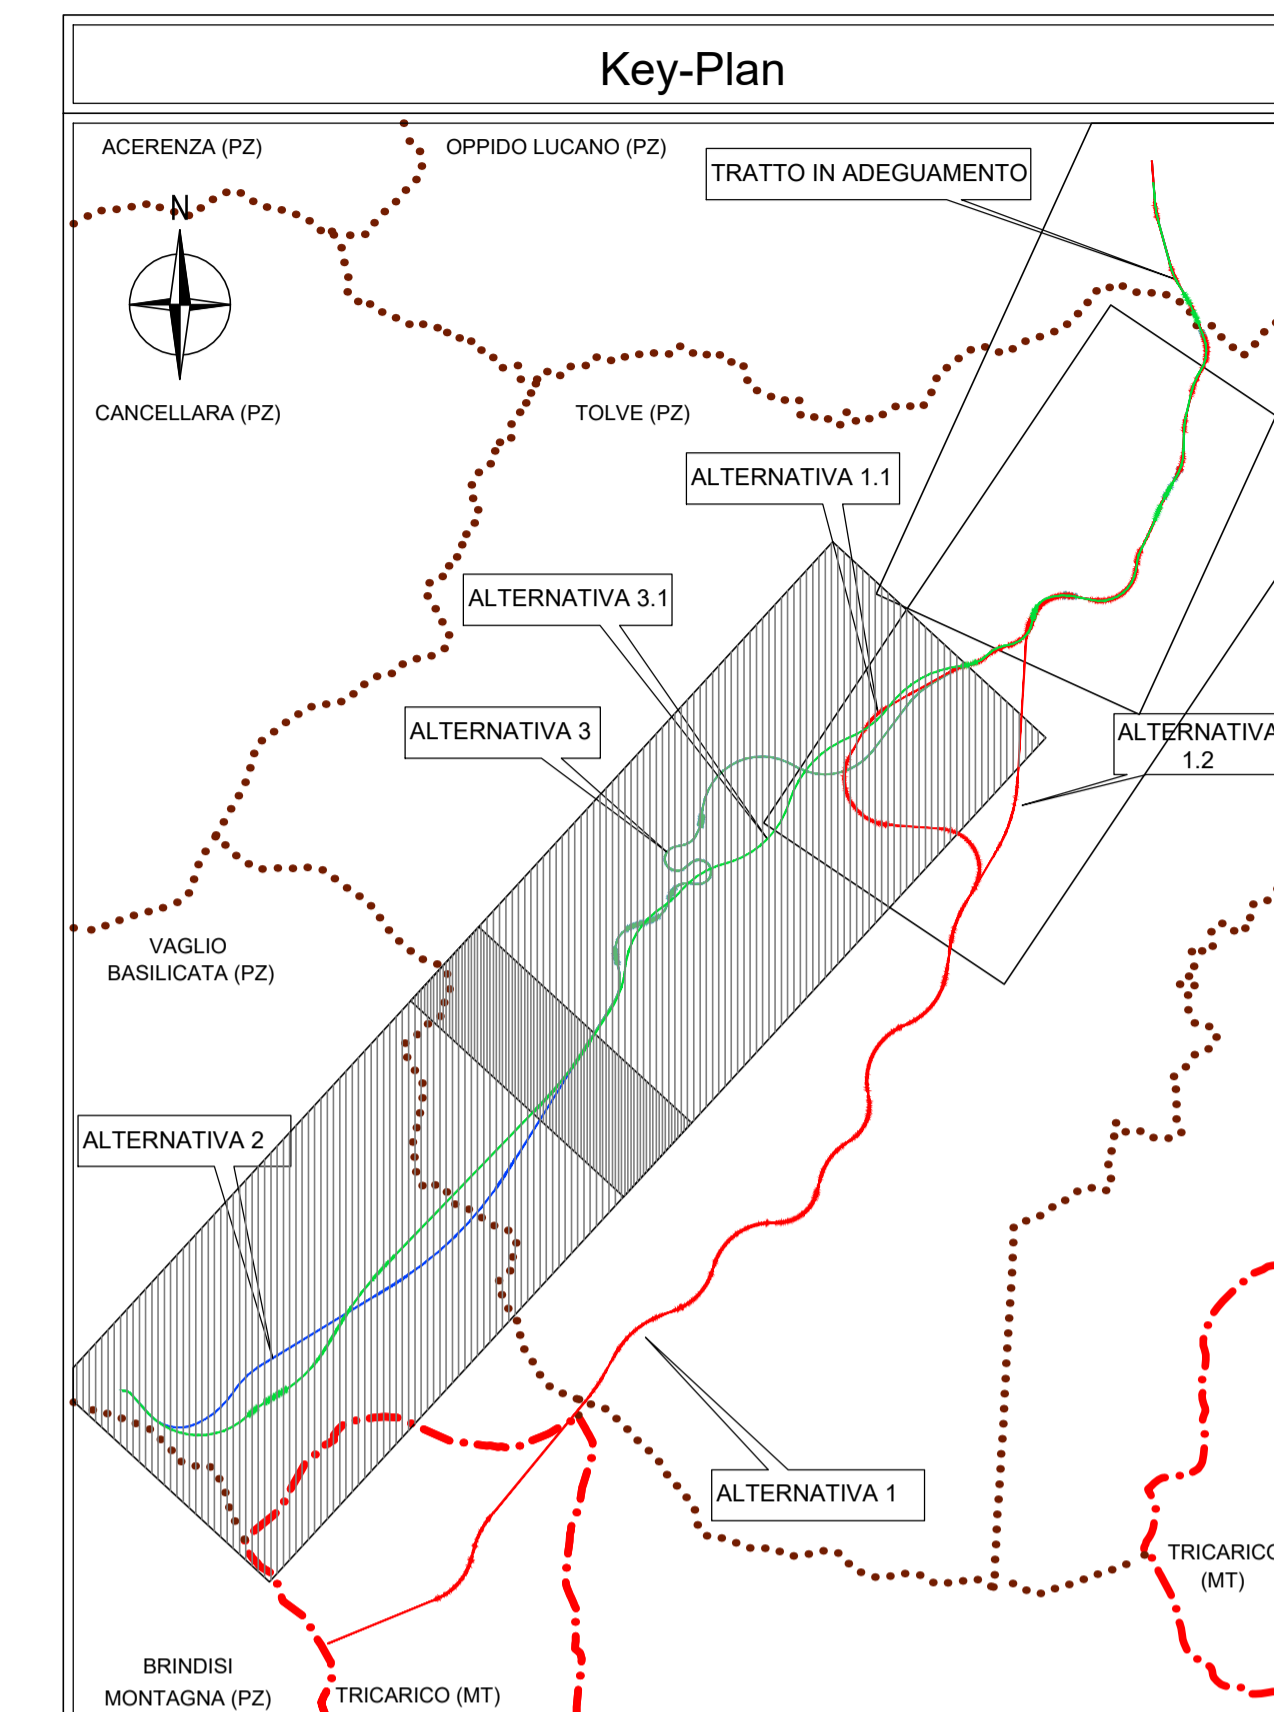 Key-Plan
ACERENZA (PZ)
OPPIDO LUCANO (PZ)
TRATTO IN ADEGUAMENTO
N
CANCELLARA (PZ)
TOLVE (PZ)
ALTERNATIVA 1.1
ALTERNATIVA 3.1
ALTERNATIVA 3
ALTERNATIVA
1.2
VAGLIO
BASILICATA (PZ)
ALTERNATIVA 2
ALTERNATIVA 1
TRICARICO
(MT)
BRINDISI
MONTAGNA (PZ)
TRICARICO (MT)